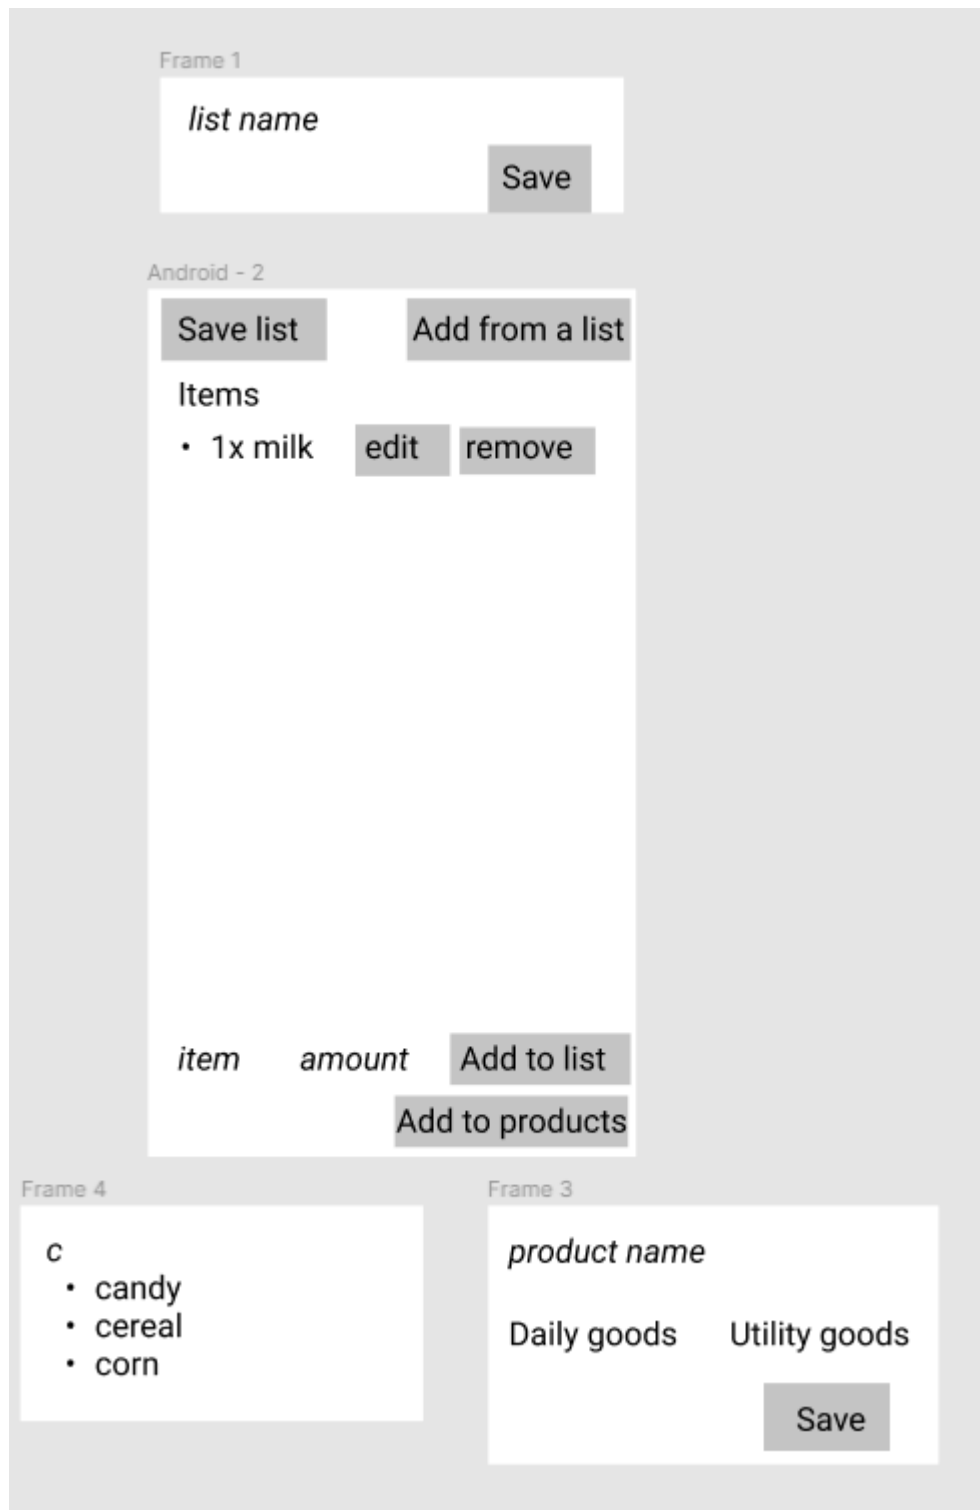 Frame 1
list name
Save
Android - 2
Save list Add from a list
Items
• 1x milk edit remove
item amount Add to list
Add to products
Frame 4
c
• candy
• cereal
• corn
Frame 3
product name
Daily goods Utility goods
Save